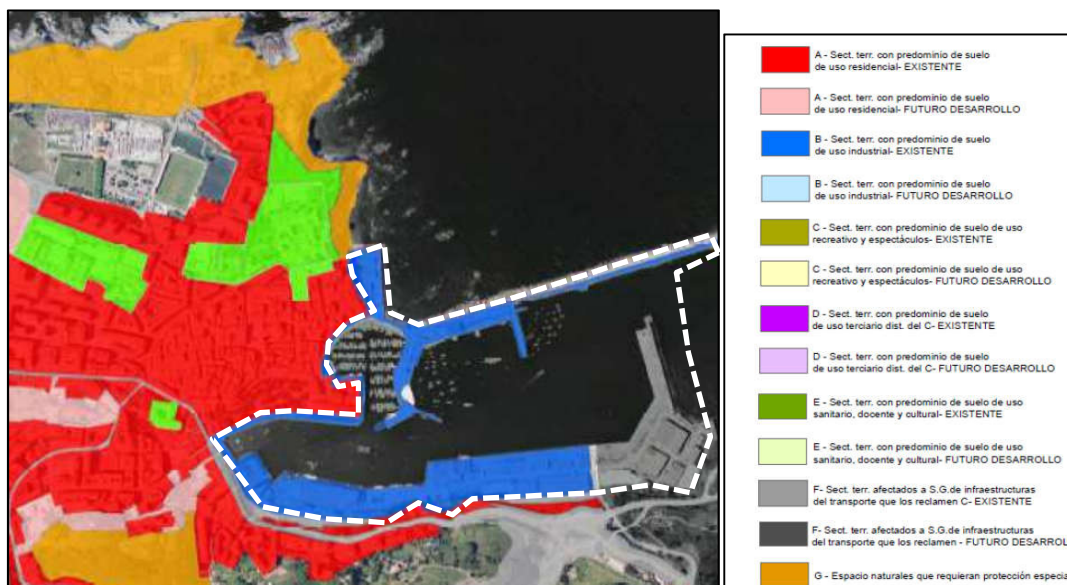 A - Sect. terr. con predominio de suelo
de uso residencial- EXISTENTE
A - Sect. terr. con predominio de suelo
de uso residencial- FUTURO DESARROLLO
B - Sect. terr. con predominio de suelo
de uso industrial- EXISTENTE
B - Sect. terr. con predominio de suelo
de uso industrial- FUTURO DESARROLLO
C - Sect. terr. con predominio de suelo de uso
recreativo y espectáculos- EXISTENTE
C - Sect. terr. con predominio de suelo de uso
recreativo y espectáculos- FUTURO DESARROLLO
D - Sect. terr. con predominio de suelo
de uso terciario dist. del C- EXISTENTE
D - Sect. terr. con predominio de suelo
de uso terciario dist. del C- FUTURO DESARROLLO
E - Sect. terr. con predominio de suelo de uso
sanitario, docente y cultural- EXISTENTE
E - Sect. terr. con predominio de suelo de uso
sanitario, docente y cultural- FUTURO DESARROLLO
F- Sect. terr. afectados a S.G.de infraestructuras
del transporte que los reclamen C- EXISTENTE
F- Sect. terr. afectados a S.G.de infraestructuras
del transporte que los reclamen - FUTURO DESARROL
G - Espacio naturales que requieran protección especia